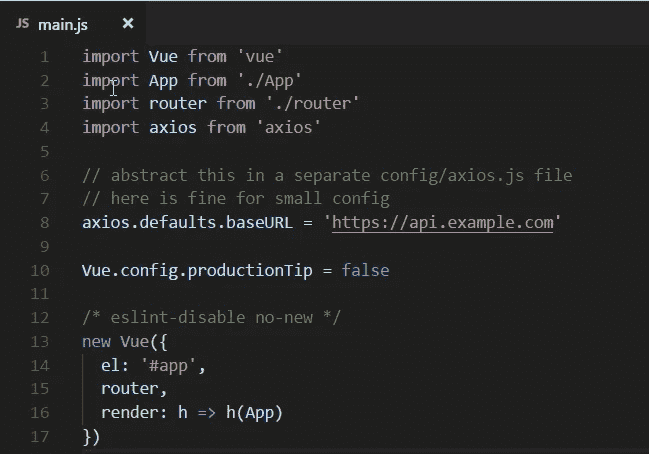 JS main.js ×
1 import Vue from 'vue'
2 import App from './App'
3 import router from './router'
4 import axios from 'axios'
5
6 // abstract this in a separate config/axios.js file
7 // here is fine for small config
8 axios.defaults.baseURL = 'https://api.example.com'
9
10 Vue.config.productionTip = false
11
12 /* eslint-disable no-new */
13 new Vue({
14   el: '#app',
15   router,
16   render: h => h(App)
17 })